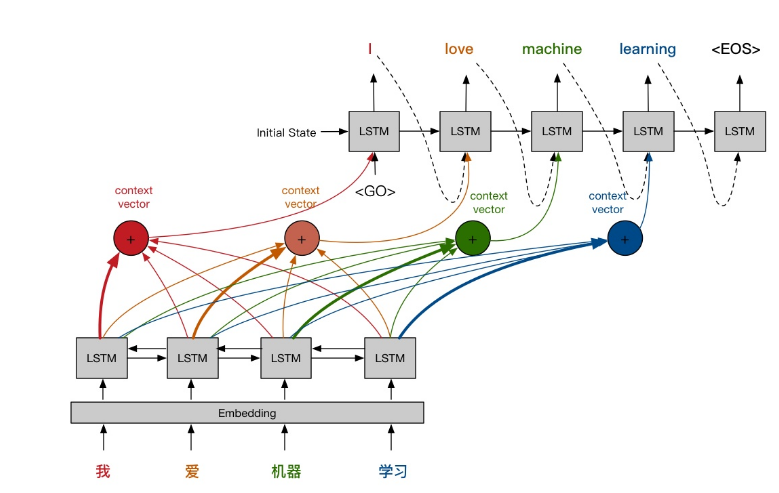 I love machine learning <EOS>
Initial State LSTM LSTM LSTM LSTM LSTM
<GO>
context
vector
context
vector
context
vector
context
vector
+ + + +
LSTM LSTM LSTM LSTM
Embedding
我 爱 机器 学习